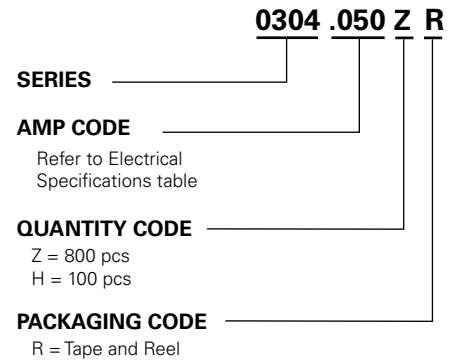 0304 .050 Z R
SERIES
AMP CODE
Refer to Electrical
Specifications table
QUANTITY CODE
Z = 800 pcs
H = 100 pcs
PACKAGING CODE
R = Tape and Reel